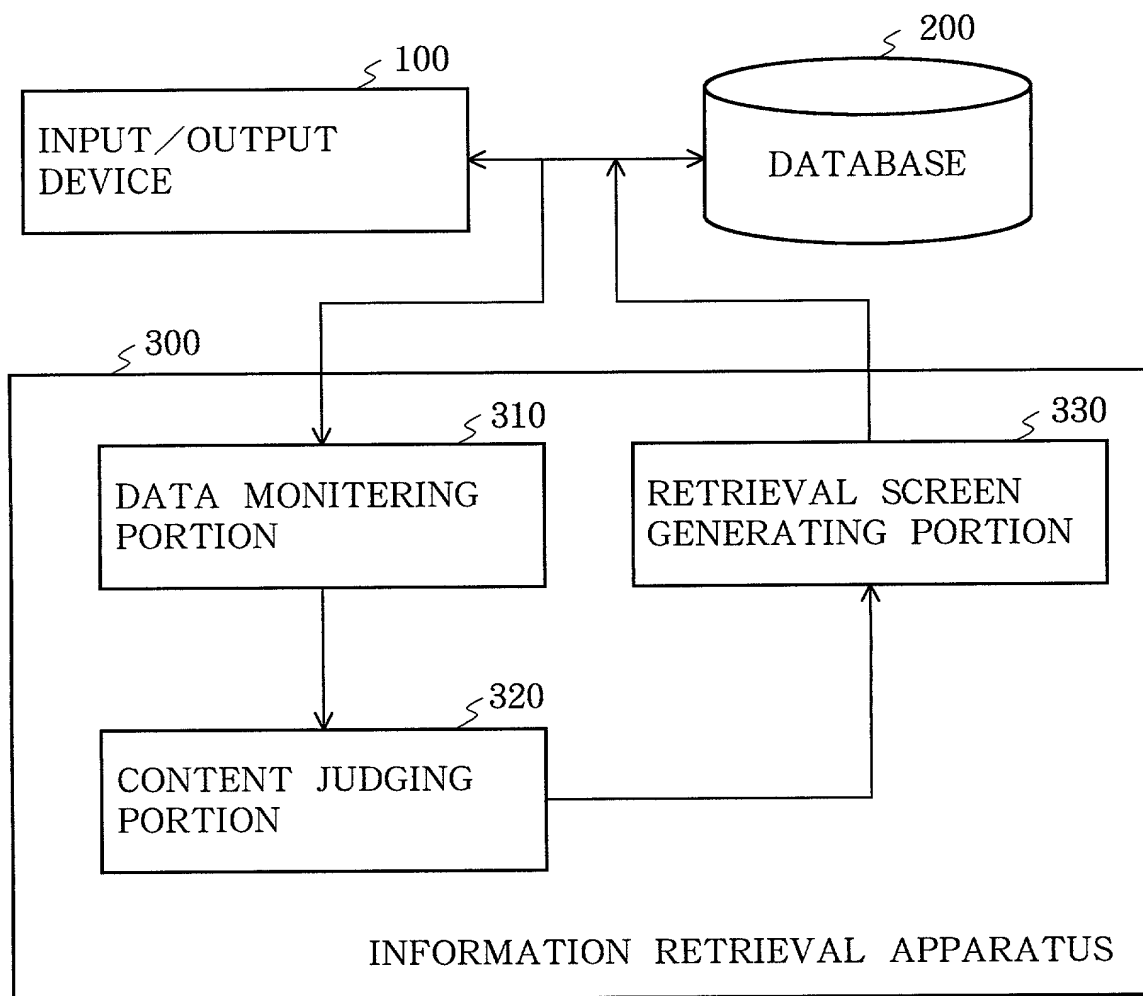 100
200
INPUT／OUTPUT
DEVICE
DATABASE
300
310
330
DATA MONITERING
PORTION
RETRIEVAL SCREEN
GENERATING PORTION
320
CONTENT JUDGING
PORTION
INFORMATION RETRIEVAL APPARATUS